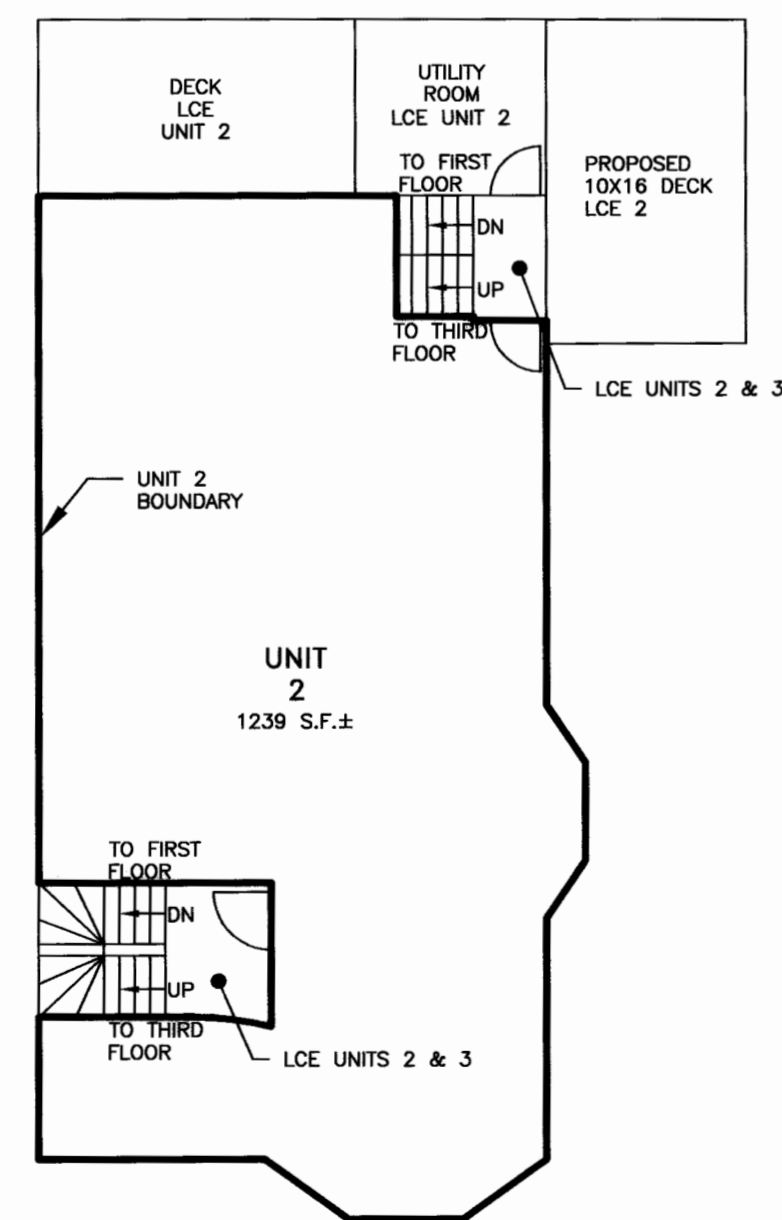 DECK
LCE
UNIT 2
UTILITY
ROOM
LCE UNIT 2
TO FIRST
FLOOR
PROPOSED
10X16 DECK
LCE 2
DN
UP
TO THIRD
FLOOR
LCE UNITS 2 & 3
UNIT 2
BOUNDARY
UNIT
2
1239 S.F.±
TO FIRST
FLOOR
DN
UP
TO THIRD
FLOOR
LCE UNITS 2 & 3